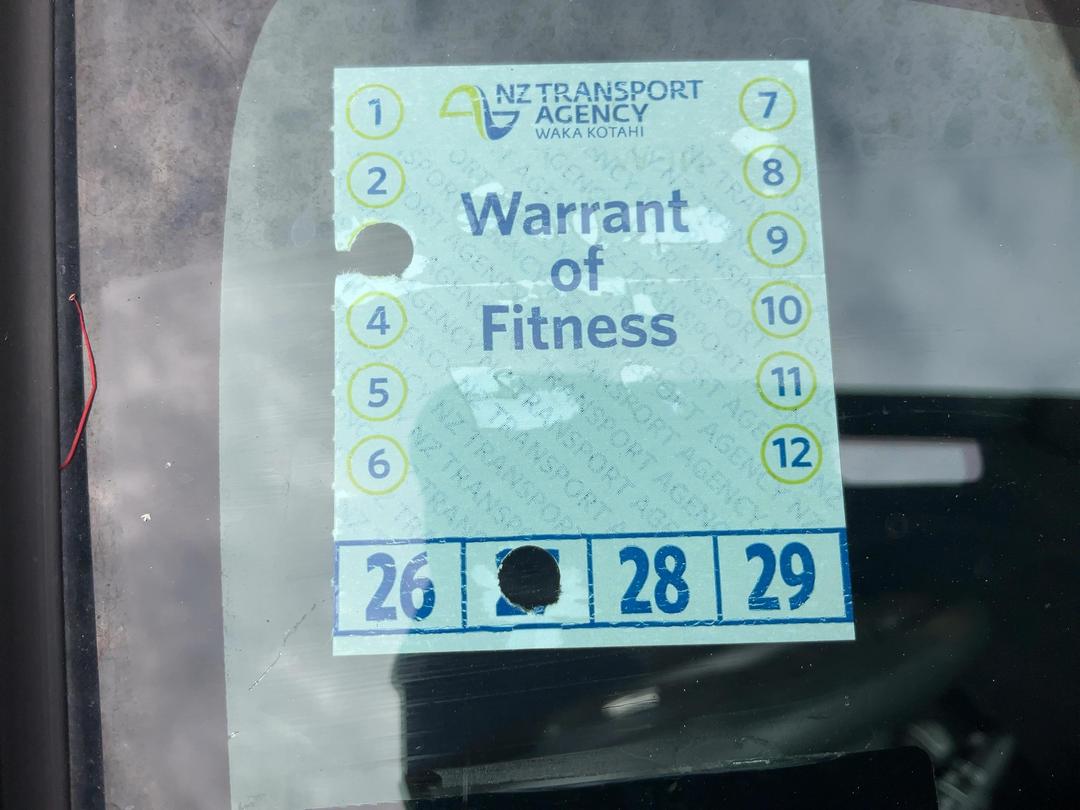 NZ TRANSPORT
AGENCY
WAKA KOTAHI
Warrant
of
Fitness
1
2
4
5
6
7
8
9
10
11
12
26 28 29